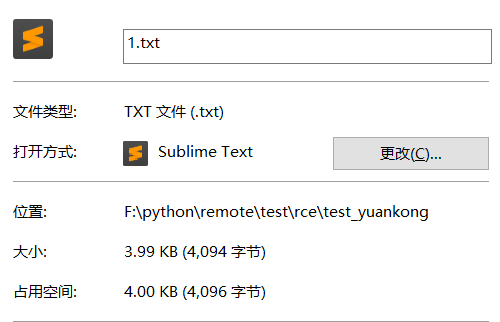 1.txt
文件类型: TXT 文件 (.txt)
打开方式: Sublime Text 更改(C)...
位置: F:\python\remote\test\rce\test_yuankong
大小: 3.99 KB (4,094 字节)
占用空间: 4.00 KB (4,096 字节)